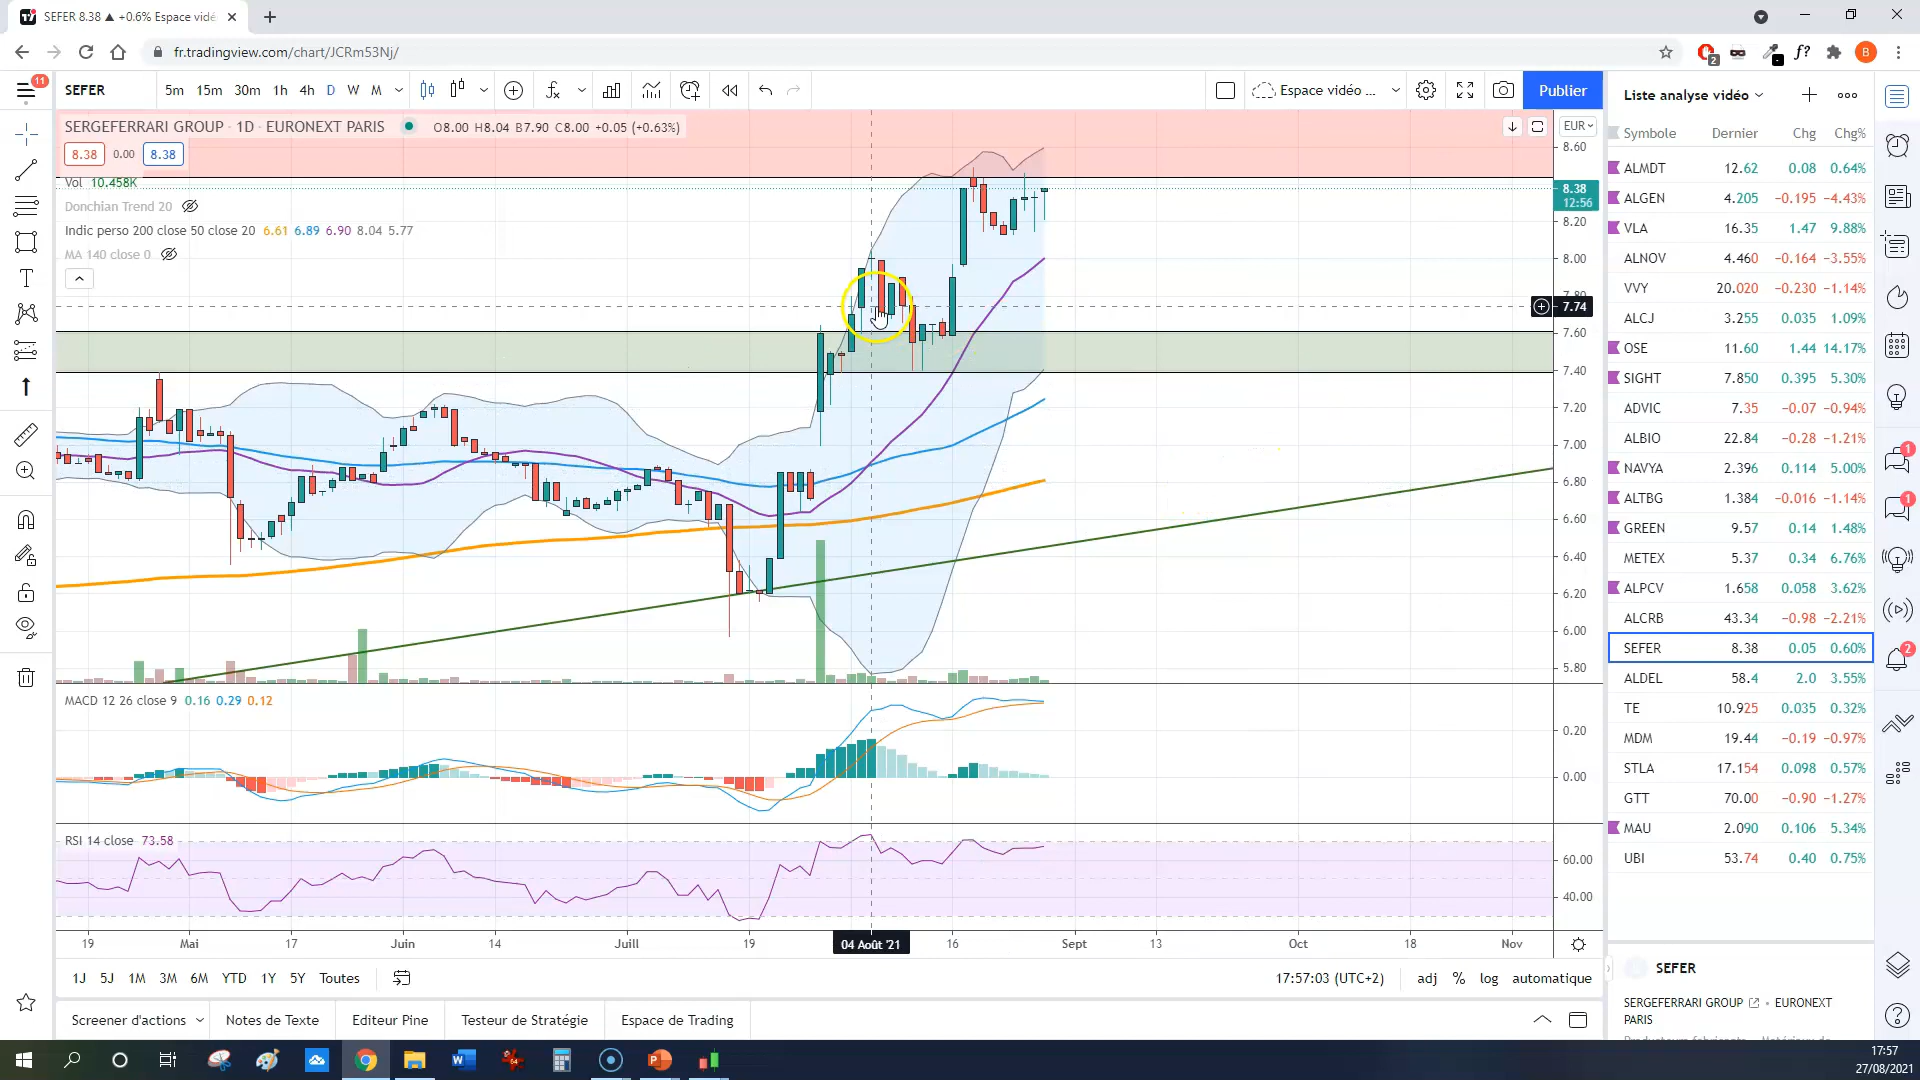 SEFER 8.38 ▲ +0.6% Espace vidé
fr.tradingview.com/chart/JCRm53Nj/
2
f?
B
11
SEFER 5m 15m 30m 1h 4h D W M
Espace vidéo ...
Publier
SERGEFERRARI GROUP · 1D · EURONEXT PARIS O8.00 H8.04 B7.90 C8.00 +0.05 (+0.63%)
8.38 0.00 8.38
Vol 10.458K
Donchian Trend 20
Indic perso 200 close 50 close 20 6.61 6.89 6.90 8.04 5.77
MA 140 close 0
EUR
8.60
8.38
12:56
8.20
8.00
7.80
7.74
7.60
7.40
7.20
7.00
6.80
6.60
6.40
6.20
6.00
5.80
MACD 12 26 close 9 0.16 0.29 0.12
0.20
0.00
RSI 14 close 73.58
60.00
40.00
19 Mai 17 Juin 14 Juill 19 04 Août '21 16 Sept 13 Oct 18 Nov
1J 5J 1M 3M 6M YTD 1Y 5Y Toutes
17:57:03 (UTC+2) adj % log automatique
Screener d'actions Notes de Texte Editeur Pine Testeur de Stratégie Espace de Trading
Liste analyse vidéo
Symbole Dernier Chg Chg%
ALMDT 12.62 0.08 0.64%
ALGEN 4.205 −0.195 −4.43%
VLA 16.35 1.47 9.88%
ALNOV 4.460 −0.164 −3.55%
VVY 20.020 −0.230 −1.14%
ALCJ 3.255 0.035 1.09%
OSE 11.60 1.44 14.17%
SIGHT 7.850 0.395 5.30%
ADVIC 7.35 −0.07 −0.94%
ALBIO 22.84 −0.28 −1.21%
NAVYA 2.396 0.114 5.00%
ALTBG 1.384 −0.016 −1.14%
GREEN 9.57 0.14 1.48%
METEX 5.37 0.34 6.76%
ALPCV 1.658 0.058 3.62%
ALCRB 43.34 −0.98 −2.21%
SEFER 8.38 0.05 0.60%
ALDEL 58.4 2.0 3.55%
TE 10.925 0.035 0.32%
MDM 19.44 −0.19 −0.97%
STLA 17.154 0.098 0.57%
GTT 70.00 −0.90 −1.27%
MAU 2.090 0.106 5.34%
UBI 53.74 0.40 0.75%
SEFER
SERGEFERRARI GROUP • EURONEXT
PARIS
1
1
2
17:57
27/08/2021